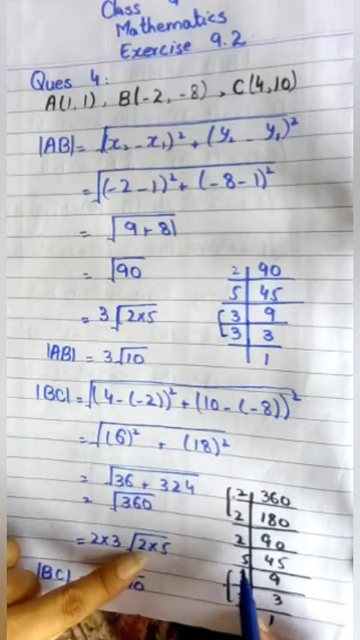 Class
Mathematics
Exercise 9.2
Ques 4:
A(1,1), B(-2,-8), C(4,10)
|AB| = √(x₂ - x₁)² + (y₂ - y₁)²
= √(-2-1)² + (-8-1)²
= √9+81
= √90
= 3√2×5
|AB| = 3√10
2 | 90
5 | 45
3 | 9
3 | 3
| 1
|BC| = √(4-(-2))² + (10-(-8))²
= √(6)² + (18)²
= √36 + 324
= √360
= 2×3√2×5
|BC|
2 | 360
2 | 180
2 | 90
5 | 45
9
3
1